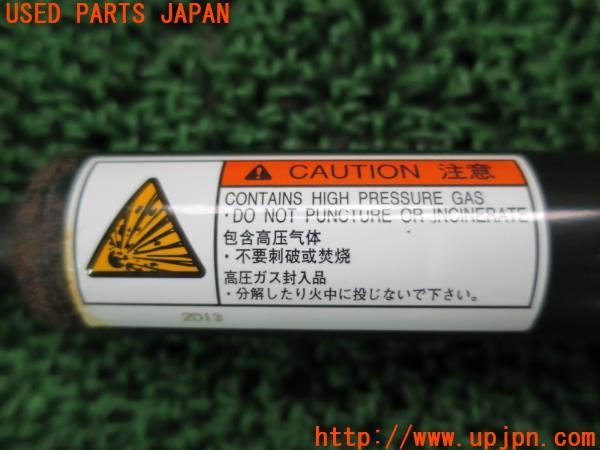 USED PARTS JAPAN
CAUTION 注意
CONTAINS HIGH PRESSURE GAS
・DO NOT PUNCTURE OR INCINERATE
包含高压气体
・不要刺破或焚烧
高圧ガス封入品
・分解したり火中に投じないで下さい。
2D13
http://www.upjpn.com